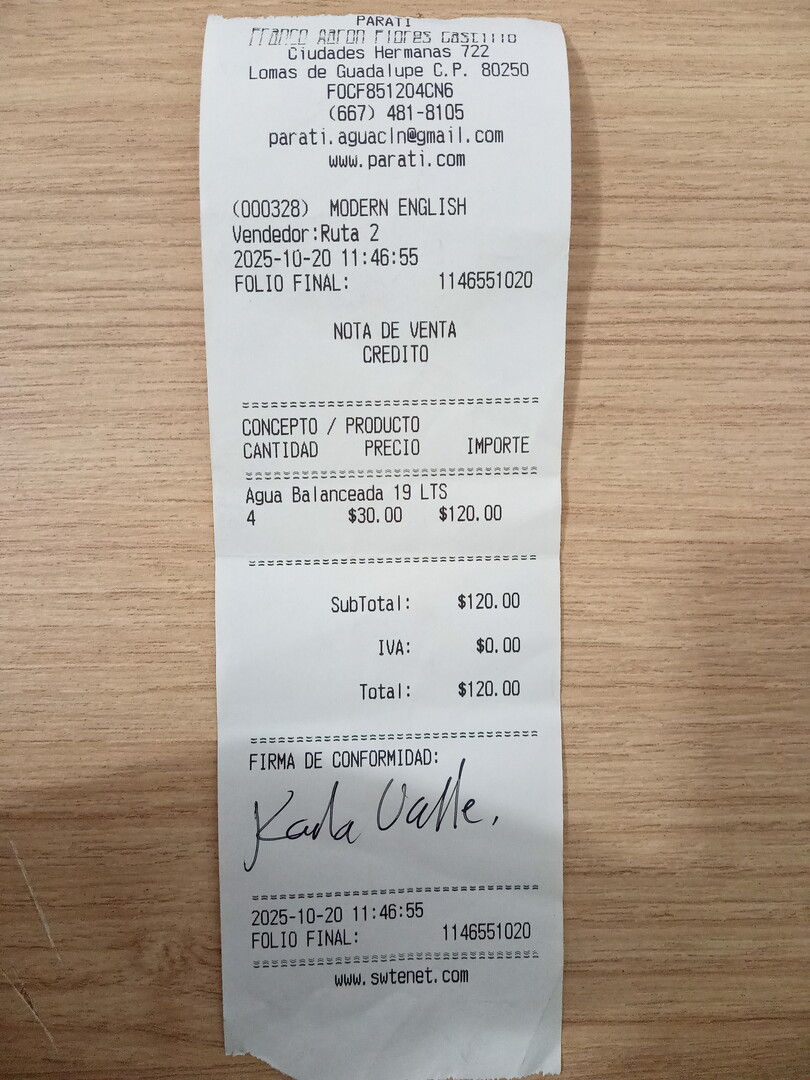 PARATI
Franco Aaron Flores Castillo
Ciudades Hermanas 722
Lomas de Guadalupe C.P. 80250
FOCF851204CN6
(667) 481-8105
parati.aguacln@gmail.com
www.parati.com
(000328) MODERN ENGLISH
Vendedor:Ruta 2
2025-10-20 11:46:55
FOLIO FINAL: 1146551020
NOTA DE VENTA
CREDITO
CONCEPTO / PRODUCTO
CANTIDAD PRECIO IMPORTE
Agua Balanceada 19 LTS
4 $30.00 $120.00
SubTotal: $120.00
IVA: $0.00
Total: $120.00
FIRMA DE CONFORMIDAD:
Karla Valle.
2025-10-20 11:46:55
FOLIO FINAL: 1146551020
www.swtenet.com